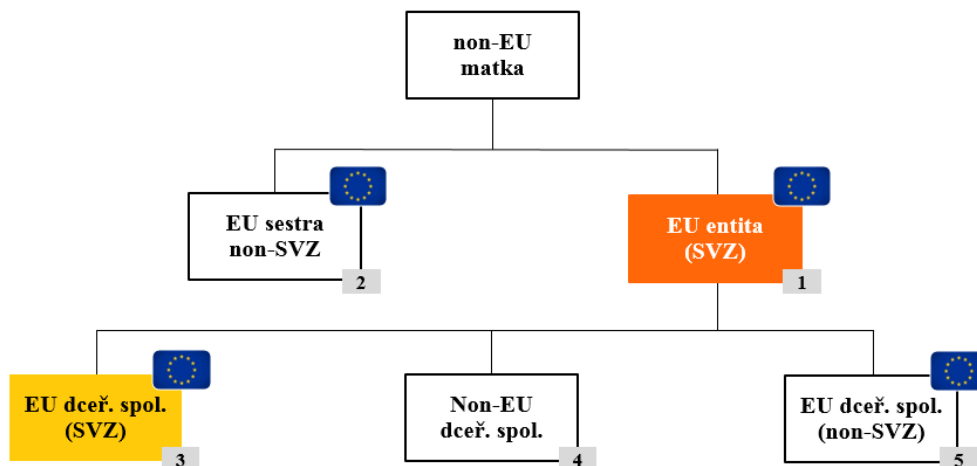 non-EU
matka
EU sestra
non-SVZ
2
EU entita
(SVZ)
1
EU dceř. spol.
(SVZ)
3
Non-EU
dceř. spol.
4
EU dceř. spol.
(non-SVZ)
5